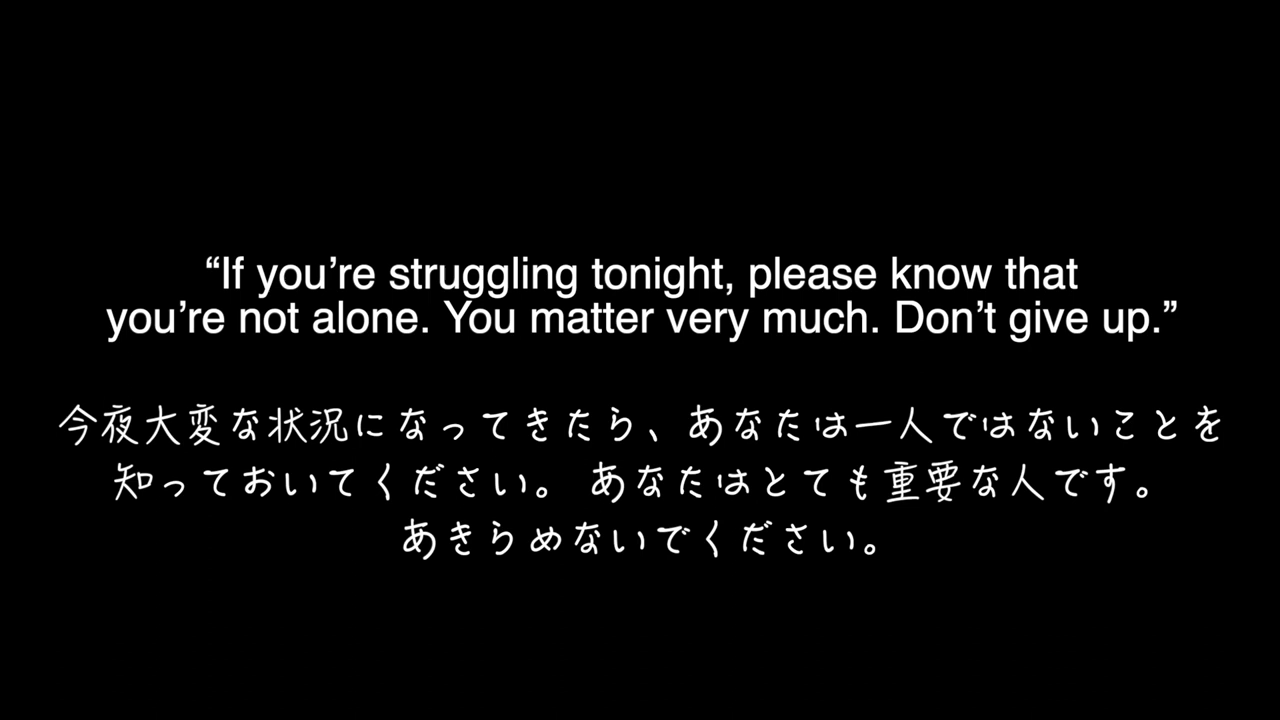 “If you’re struggling tonight, please know that
you’re not alone. You matter very much. Don’t give up.”
今夜大変な状況になってきたら、あなたは一人ではないことを
知っておいてください。 あなたはとても重要な人です。
あきらめないでください。